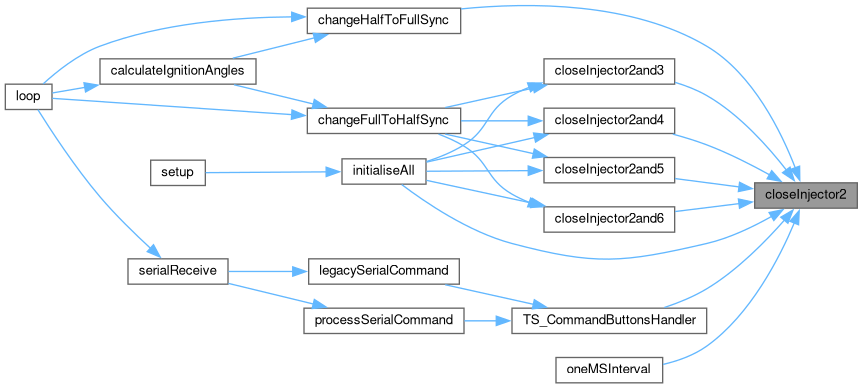 changeHalfToFullSync
calculateIgnitionAngles
closeInjector2and3
loop
changeFullToHalfSync
closeInjector2and4
setup
initialiseAll
closeInjector2and5
closeInjector2
closeInjector2and6
serialReceive
legacySerialCommand
processSerialCommand
TS_CommandButtonsHandler
oneMSInterval